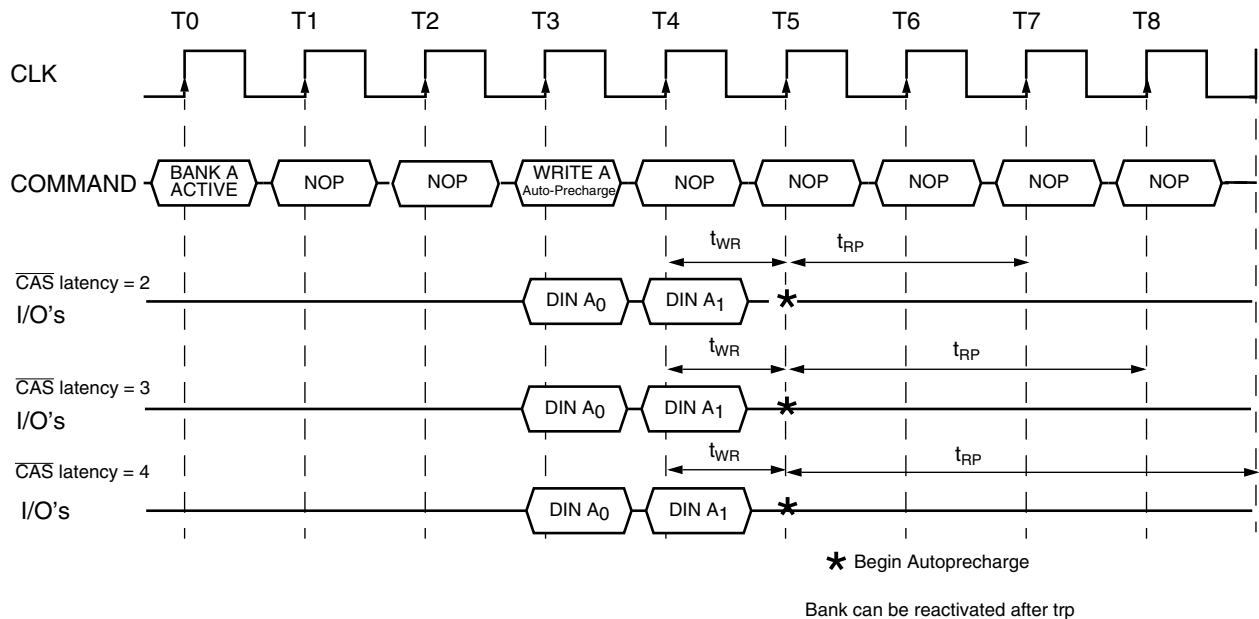 T0 T1 T2 T3 T4 T5 T6 T7 T8
CLK
COMMAND
BANK A
ACTIVE
NOP
NOP
WRITE A
Auto-Precharge
NOP
NOP
NOP
NOP
NOP
tWR
tRP
CAS latency = 2
I/O's
DIN A0
DIN A1
*
tWR
tRP
CAS latency = 3
I/O's
DIN A0
DIN A1
*
tWR
tRP
CAS latency = 4
I/O's
DIN A0
DIN A1
*
* Begin Autoprecharge
Bank can be reactivated after trp